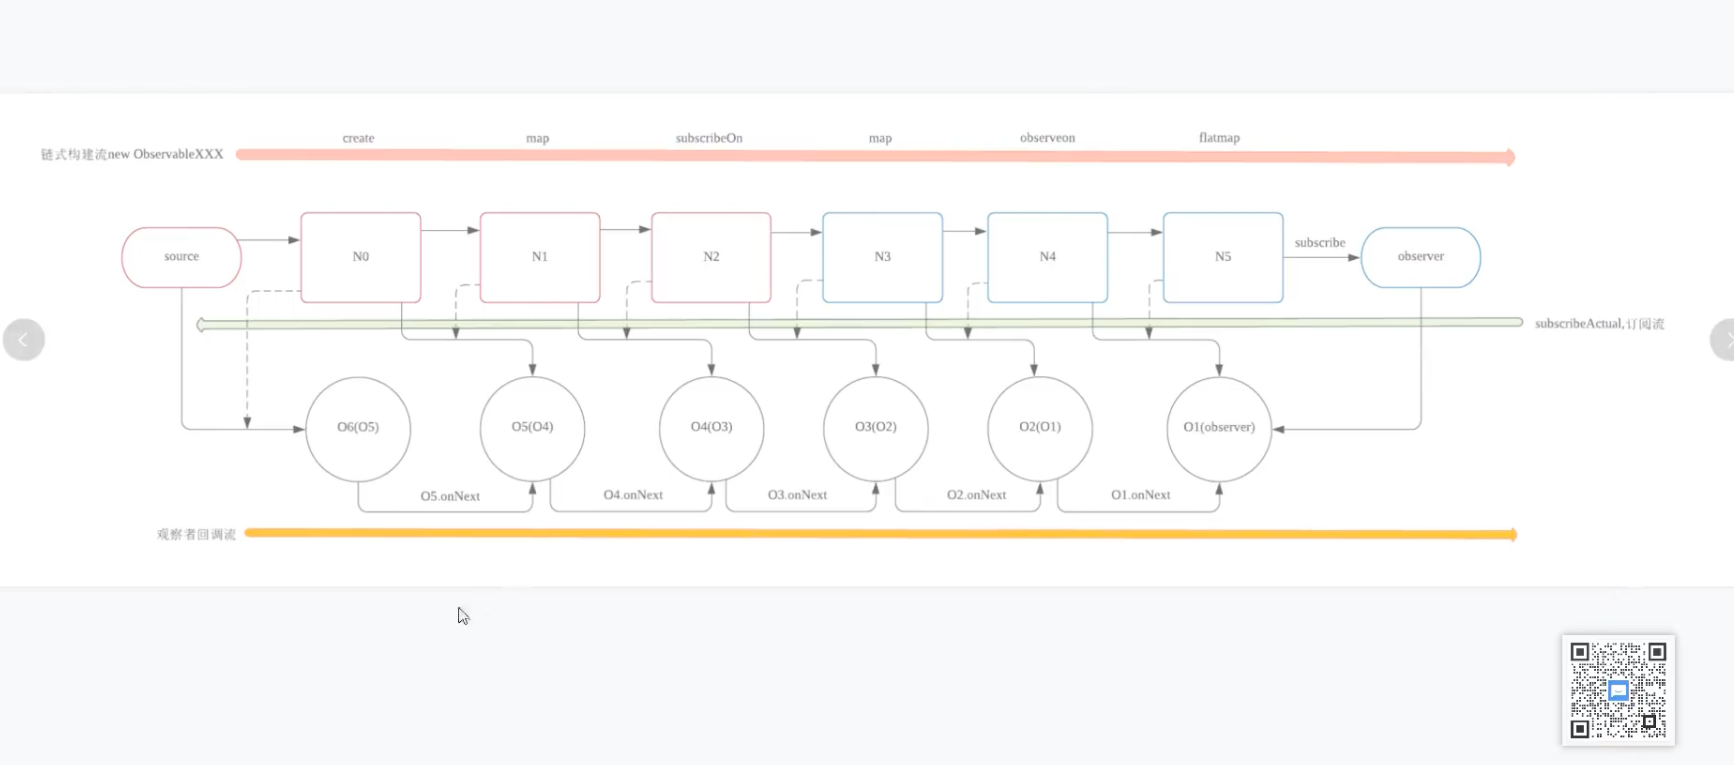 create map subscribeOn map observeon flatmap
链式构建流new ObservableXXX
source N0 N1 N2 N3 N4 N5 subscribe observer
subscribeActual,订阅流
O6(O5) O5(O4) O4(O3) O3(O2) O2(O1) O1(observer)
O5.onNext O4.onNext O3.onNext O2.onNext O1.onNext
观察者回调流